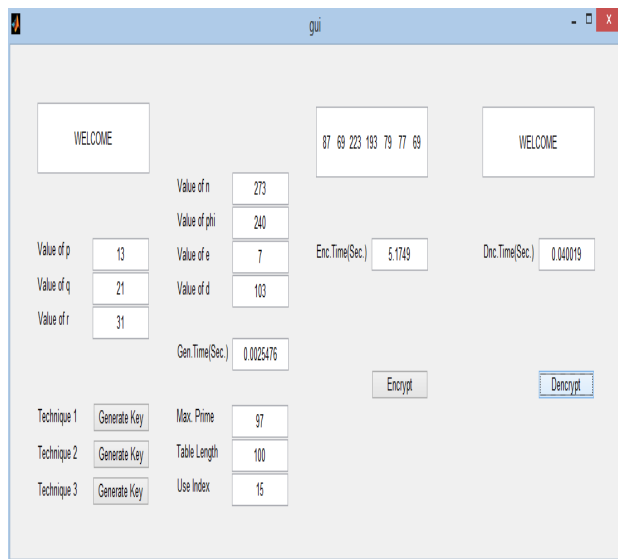 gui
WELCOME
87 69 223 193 79 77 69
WELCOME
Value of n 273
Value of phi 240
Value of p 13
Value of e 7
Enc.Time(Sec.) 5.1749
Dnc.Time(Sec.) 0.040019
Value of q 21
Value of d 103
Value of r 31
Gen.Time(Sec.) 0.0025476
Encrypt
Dencrypt
Technique 1 Generate Key
Max. Prime 97
Technique 2 Generate Key
Table Length 100
Technique 3 Generate Key
Use Index 15